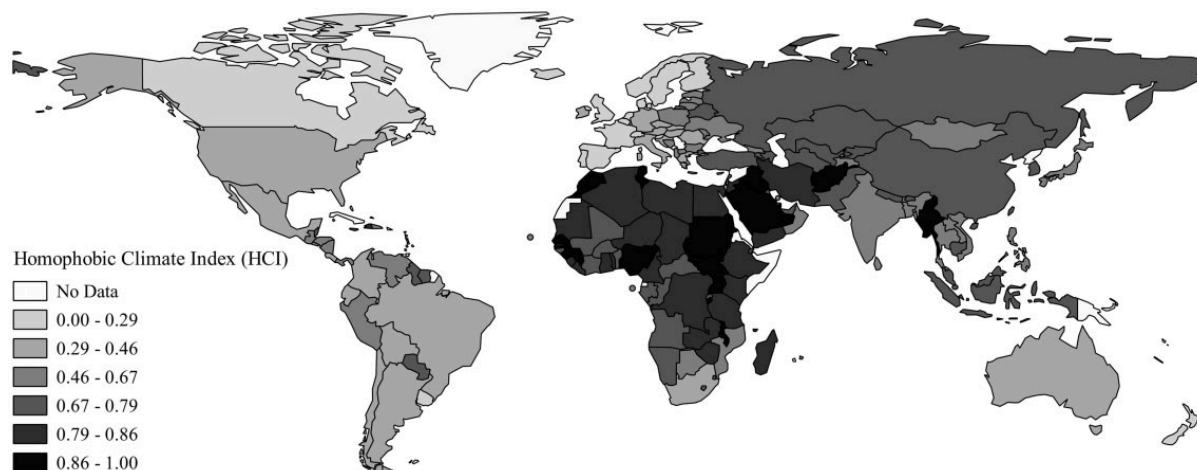 Homophobic Climate Index (HCI)
No Data
0.00 - 0.29
0.29 - 0.46
0.46 - 0.67
0.67 - 0.79
0.79 - 0.86
0.86 - 1.00